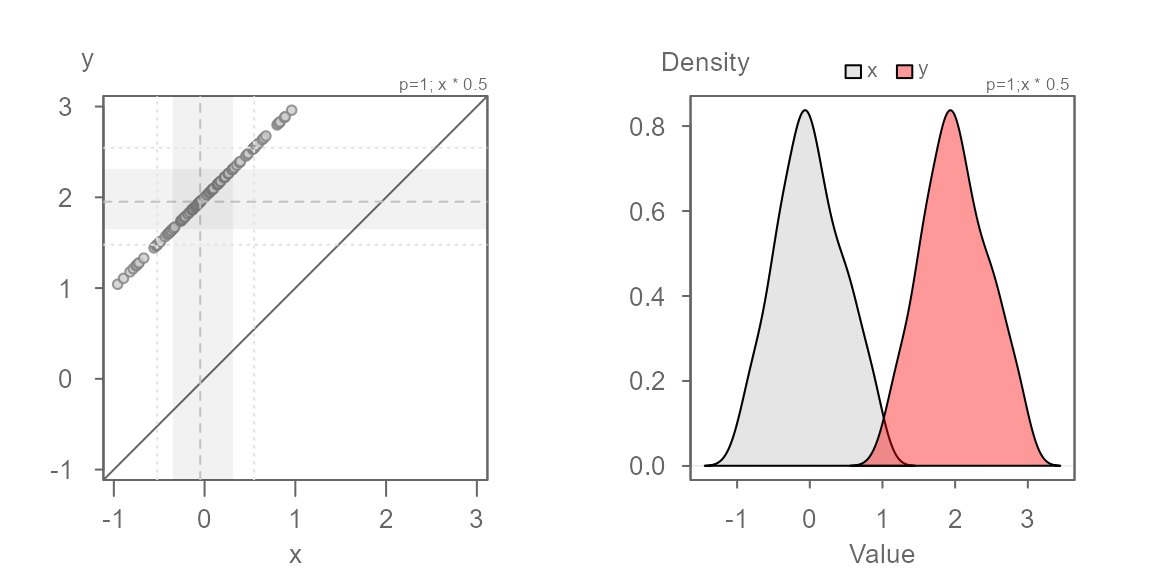 y
p=1; x * 0.5
3
2
1
0
-1
-1 0 1 2 3
x
Density
x y
p=1;x * 0.5
0.8
0.6
0.4
0.2
0.0
-1 0 1 2 3
Value